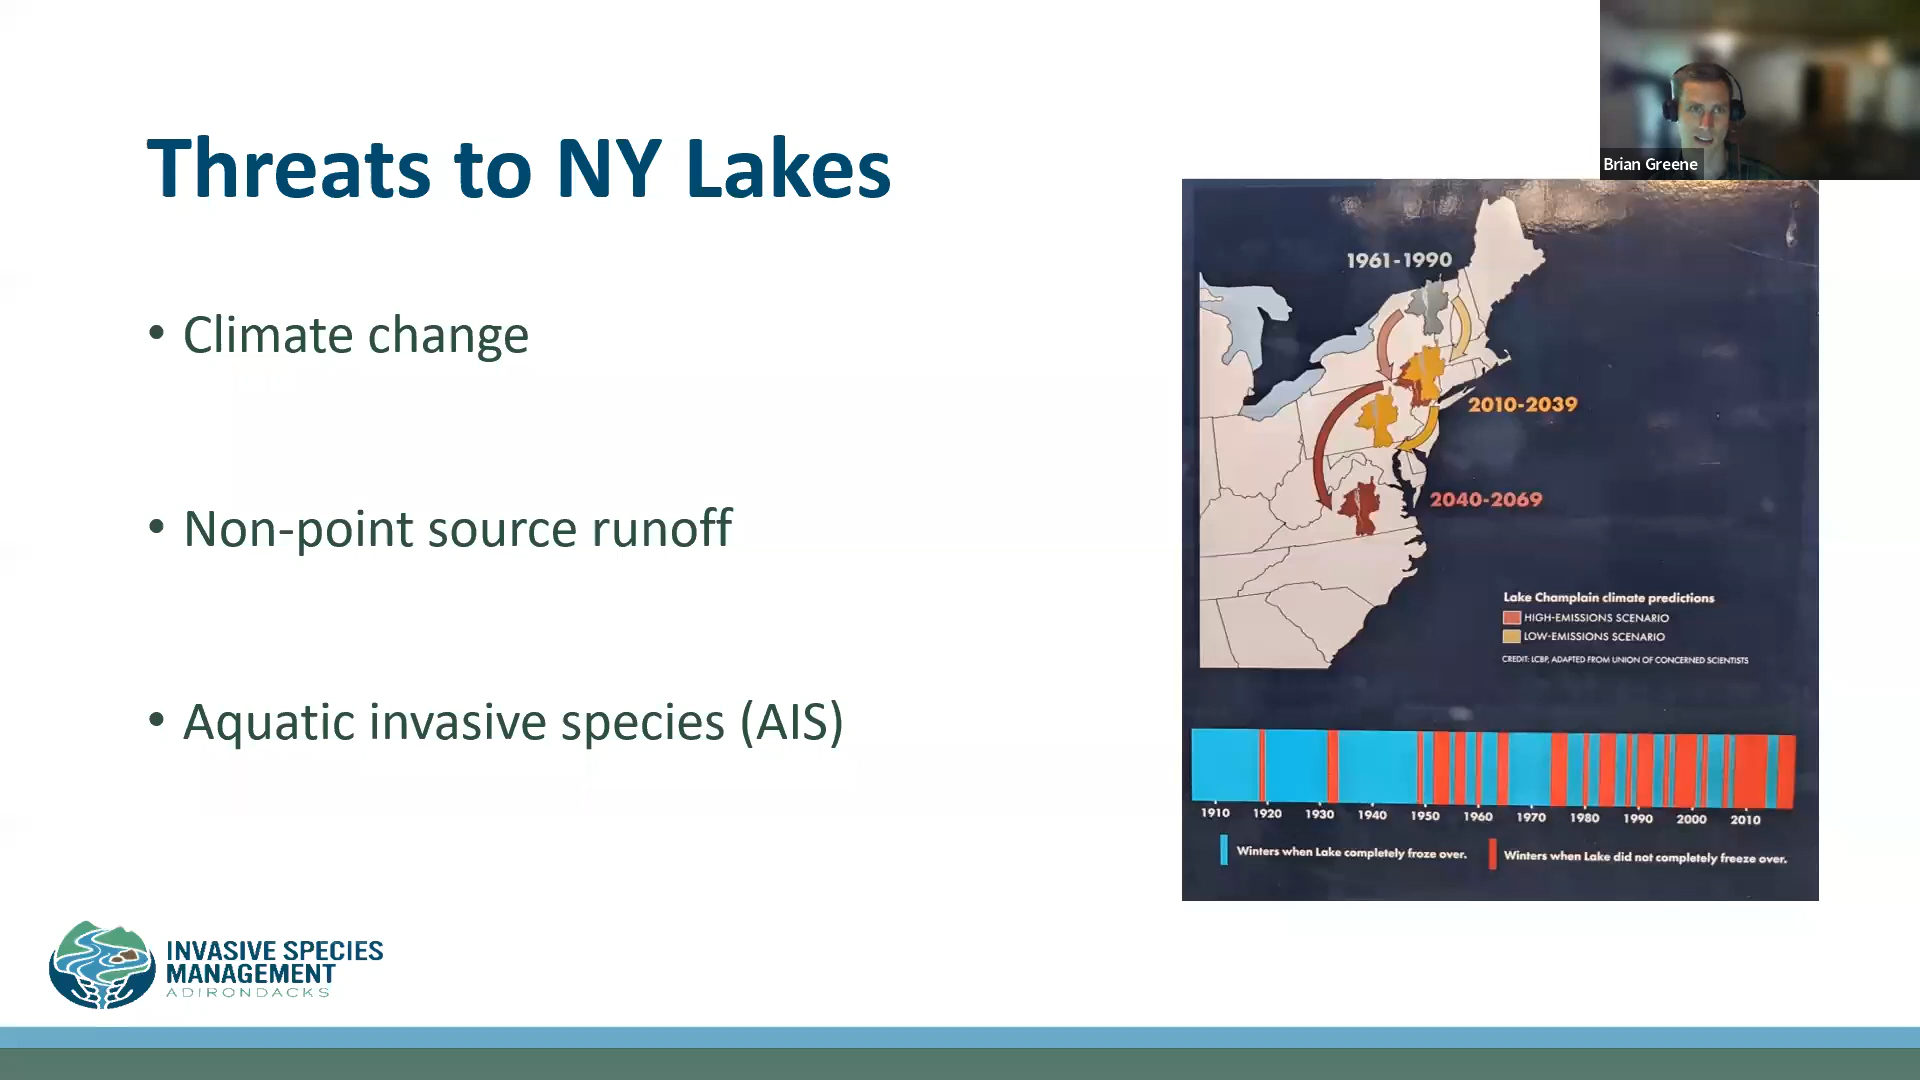 Brian Greene
Threats to NY Lakes
• Climate change
• Non-point source runoff
• Aquatic invasive species (AIS)
1961-1990
2010-2039
2040-2069
Lake Champlain climate predictions
HIGH-EMISSIONS SCENARIO
LOW-EMISSIONS SCENARIO
CREDIT: LCBP, ADAPTED FROM UNION OF CONCERNED SCIENTISTS
1910 1920 1930 1940 1950 1960 1970 1980 1990 2000 2010
Winters when Lake completely froze over.
Winters when Lake did not completely freeze over.
INVASIVE SPECIES
MANAGEMENT
ADIRONDACKS